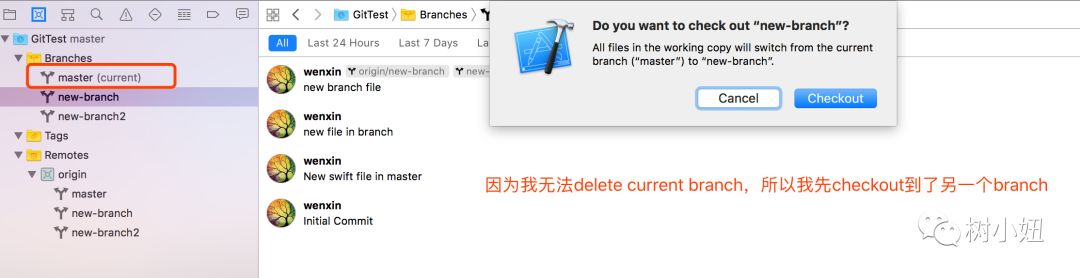 GitTest master
Branches
master (current)
new-branch
new-branch2
Tags
Remotes
origin
master
new-branch
new-branch2
GitTest
Branches
All
Last 24 Hours
Last 7 Days
La
wenxin
origin/new-branch
new-
new branch file
wenxin
new file in branch
wenxin
New swift file in master
wenxin
Initial Commit
Do you want to check out “new-branch”?
All files in the working copy will switch from the current
branch (“master”) to “new-branch”.
Cancel
Checkout
因为我无法delete current branch，所以我先checkout到了另一个branch
树小妞